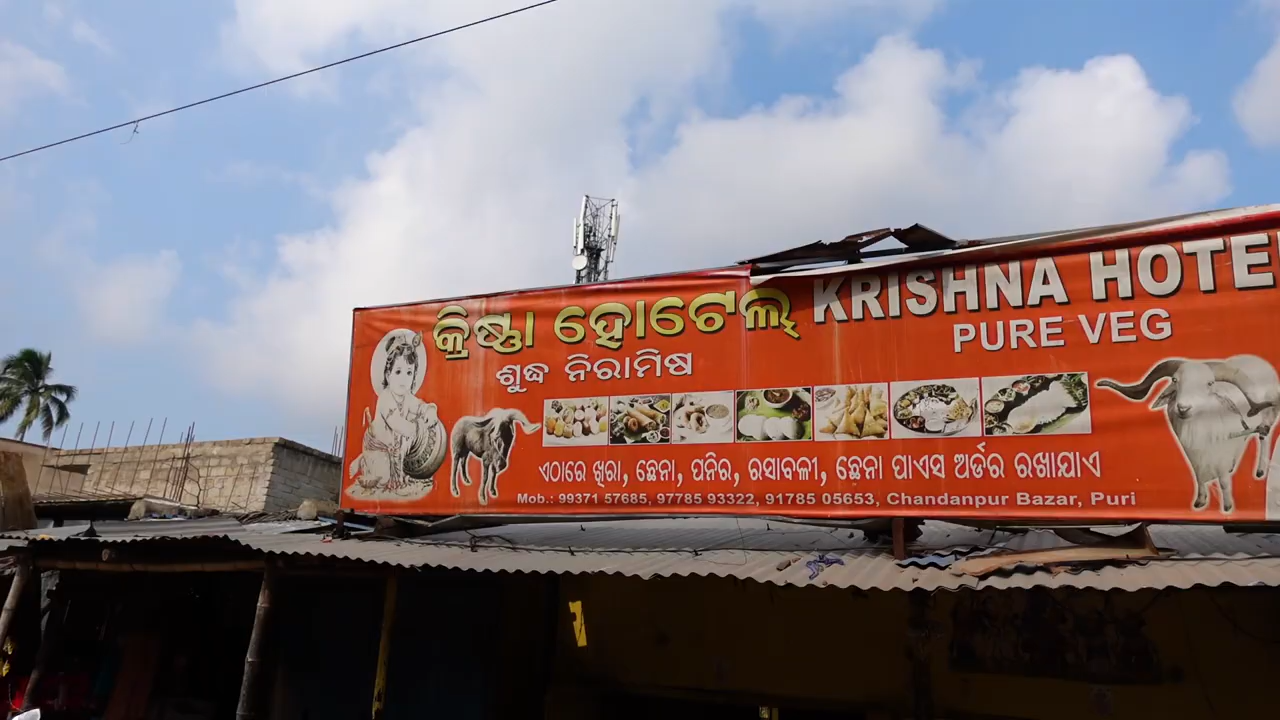 କ୍ରିଷ୍ଣା ହୋଟେଲ୍ KRISHNA HOTE
ଶୁଦ୍ଧ ନିରାମିଷ PURE VEG
ଏଠାରେ ଖିରା, ଛେନା, ପନିର, ରସାବଳୀ, ଛେନା ପାଏସ ଅର୍ଡର ରଖାଯାଏ
Mob.: 99371 57685, 97785 93322, 91785 05653, Chandanpur Bazar, Puri